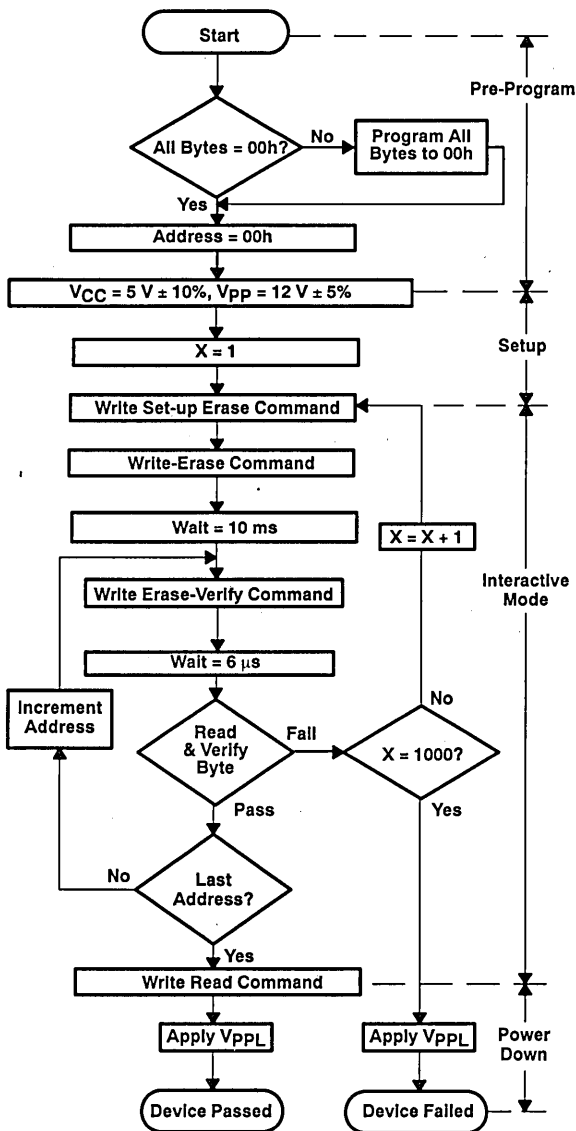 Start
Pre-Program
All Bytes = 00h?
No
Program All
Bytes to 00h
Yes
Address = 00h
VCC = 5 V ± 10%, VPP = 12 V ± 5%
Setup
X = 1
Write Set-up Erase Command
Write-Erase Command
Wait = 10 ms
X = X + 1
Interactive
Mode
Write Erase-Verify Command
Wait = 6 µs
Increment
Address
No
Read
& Verify
Byte
Fail
X = 1000?
Pass
Yes
No
Last
Address?
Yes
Write Read Command
Apply VPPL
Apply VPPL
Power
Down
Device Passed
Device Failed